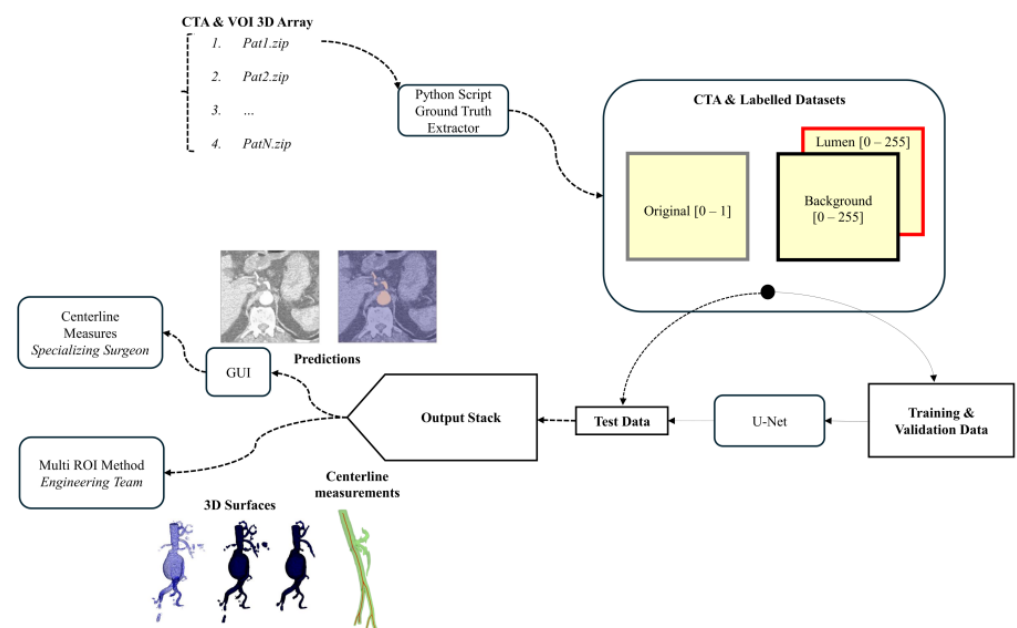 CTA & VOI 3D Array
1. Pat1.zip
2. Pat2.zip
3. ...
4. PatN.zip
Python Script
Ground Truth
Extractor
CTA & Labelled Datasets
Original [0 – 1]
Lumen [0 – 255]
Background
[0 – 255]
Centerline
Measures
Specializing Surgeon
GUI
Predictions
Output Stack
Test Data
U-Net
Training &
Validation Data
Multi ROI Method
Engineering Team
3D Surfaces
Centerline
measurements